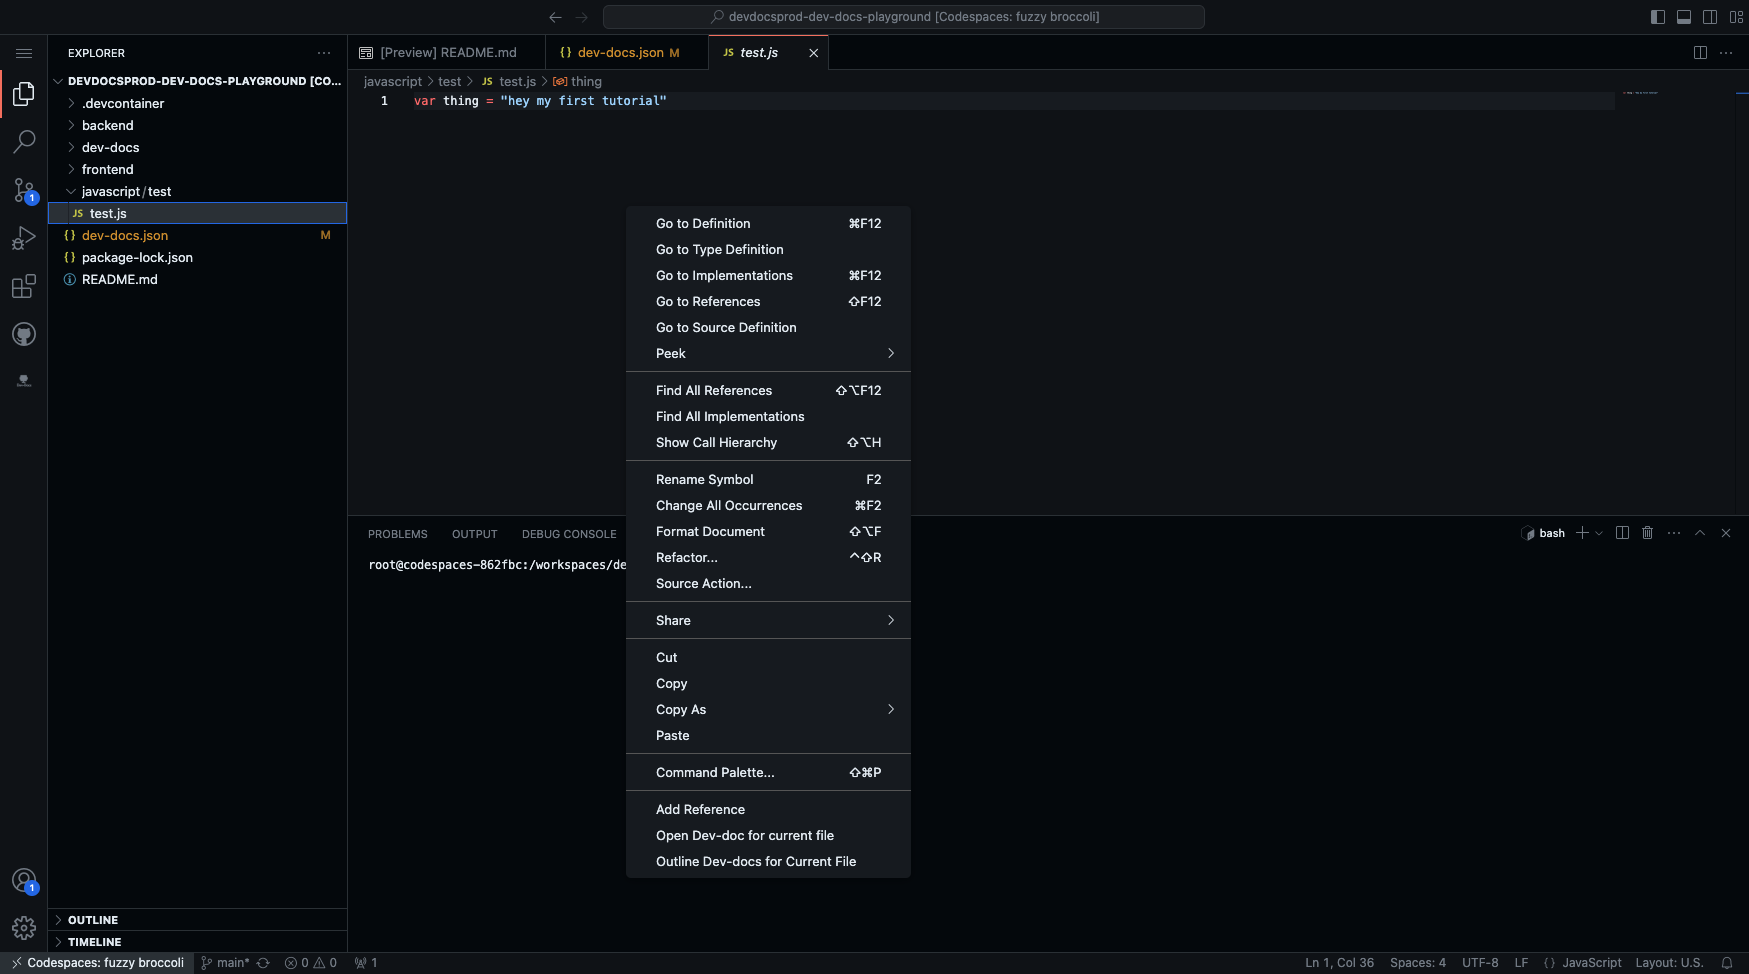 devdocsprod-dev-docs-playground [Codespaces: fuzzy broccoli]
EXPLORER
DEVDOCSPROD-DEV-DOCS-PLAYGROUND [CO...
.devcontainer
backend
dev-docs
frontend
javascript/test
JS test.js
{} dev-docs.json M
{} package-lock.json
README.md
OUTLINE
TIMELINE
1
1
[Preview] README.md
{} dev-docs.json M
JS test.js
javascript > test > JS test.js > thing
1 var thing = "hey my first tutorial"
Go to Definition ⌘F12
Go to Type Definition
Go to Implementations ⌘F12
Go to References ⇧F12
Go to Source Definition
Peek
Find All References ⇧⌥F12
Find All Implementations
Show Call Hierarchy ⇧⌥H
Rename Symbol F2
Change All Occurrences ⌘F2
Format Document ⇧⌥F
Refactor... ^⇧R
Source Action...
Share
Cut
Copy
Copy As
Paste
Command Palette... ⇧⌘P
Add Reference
Open Dev-doc for current file
Outline Dev-docs for Current File
PROBLEMS OUTPUT DEBUG CONSOLE
bash
root@codespaces-862fbc:/workspaces/de
Codespaces: fuzzy broccoli main* 0 0 1
Ln 1, Col 36 Spaces: 4 UTF-8 LF {} JavaScript Layout: U.S.